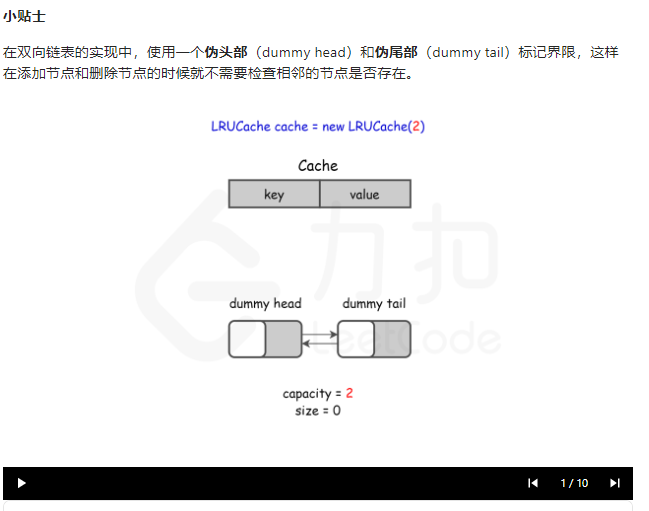 小贴士
在双向链表的实现中，使用一个伪头部（dummy head）和伪尾部（dummy tail）标记界限，这样
在添加节点和删除节点的时候就不需要检查相邻的节点是否存在。
LRUCache cache = new LRUCache(2)
Cache
key value
力扣
dummy head dummy tail
LeetCode
capacity = 2
size = 0
1 / 10